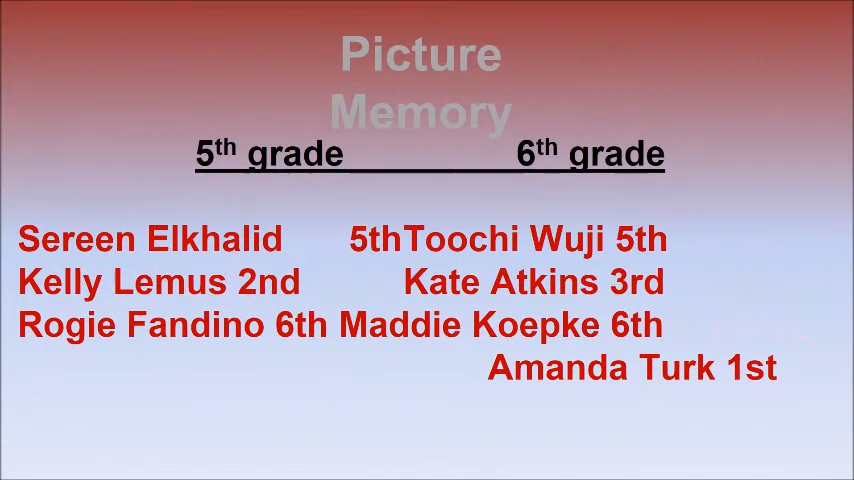 Picture
Memory
5th grade 6th grade
Sereen Elkhalid 5thToochi Wuji 5th
Kelly Lemus 2nd Kate Atkins 3rd
Rogie Fandino 6th Maddie Koepke 6th
Amanda Turk 1st